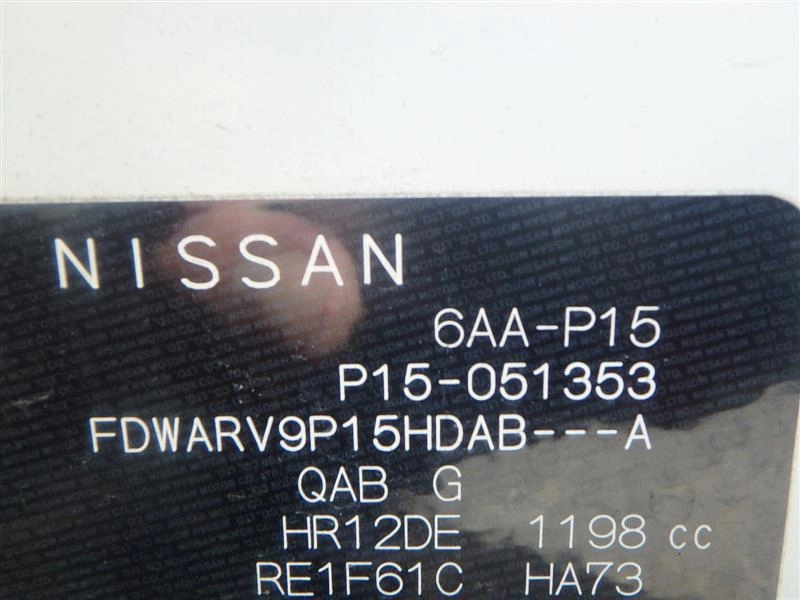 NISSAN
6AA-P15
P15-051353
FDWARV9P15HDAB---A
QAB G
HR12DE 1198 cc
RE1F61C HA73